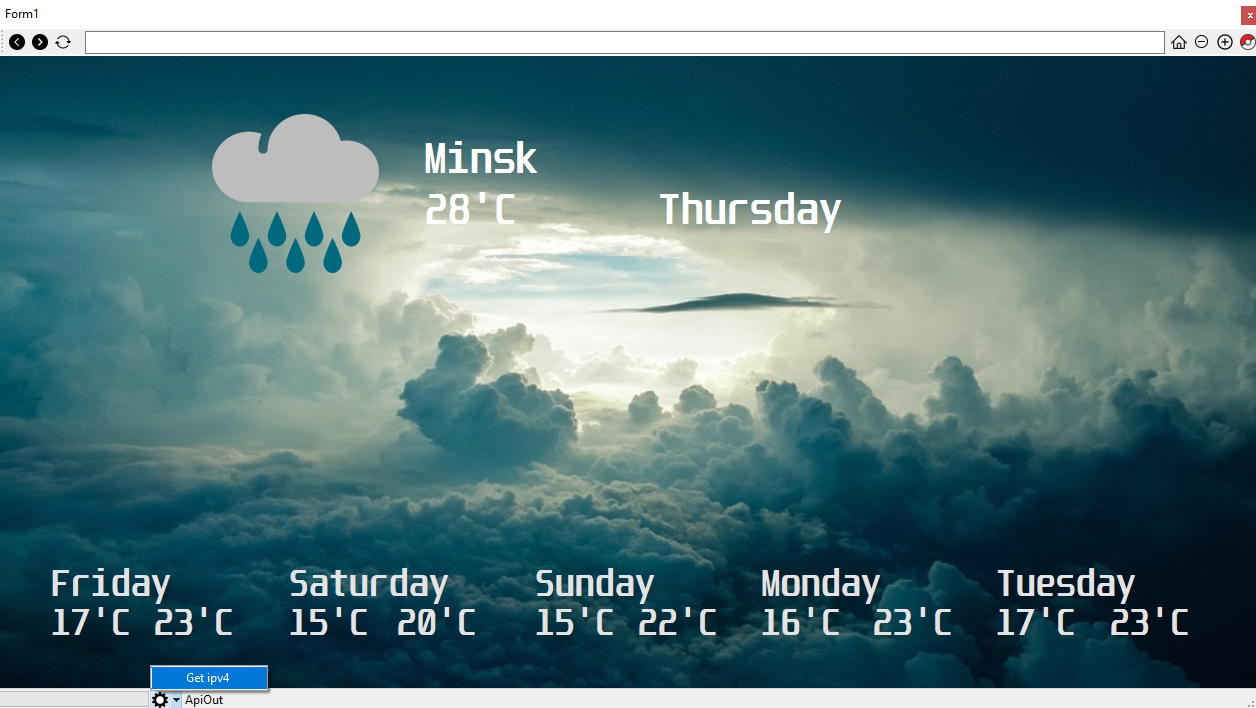 Form1
x
Minsk
28'C Thursday
Friday Saturday Sunday Monday Tuesday
17'C 23'C 15'C 20'C 15'C 22'C 16'C 23'C 17'C 23'C
Get ipv4
ApiOut